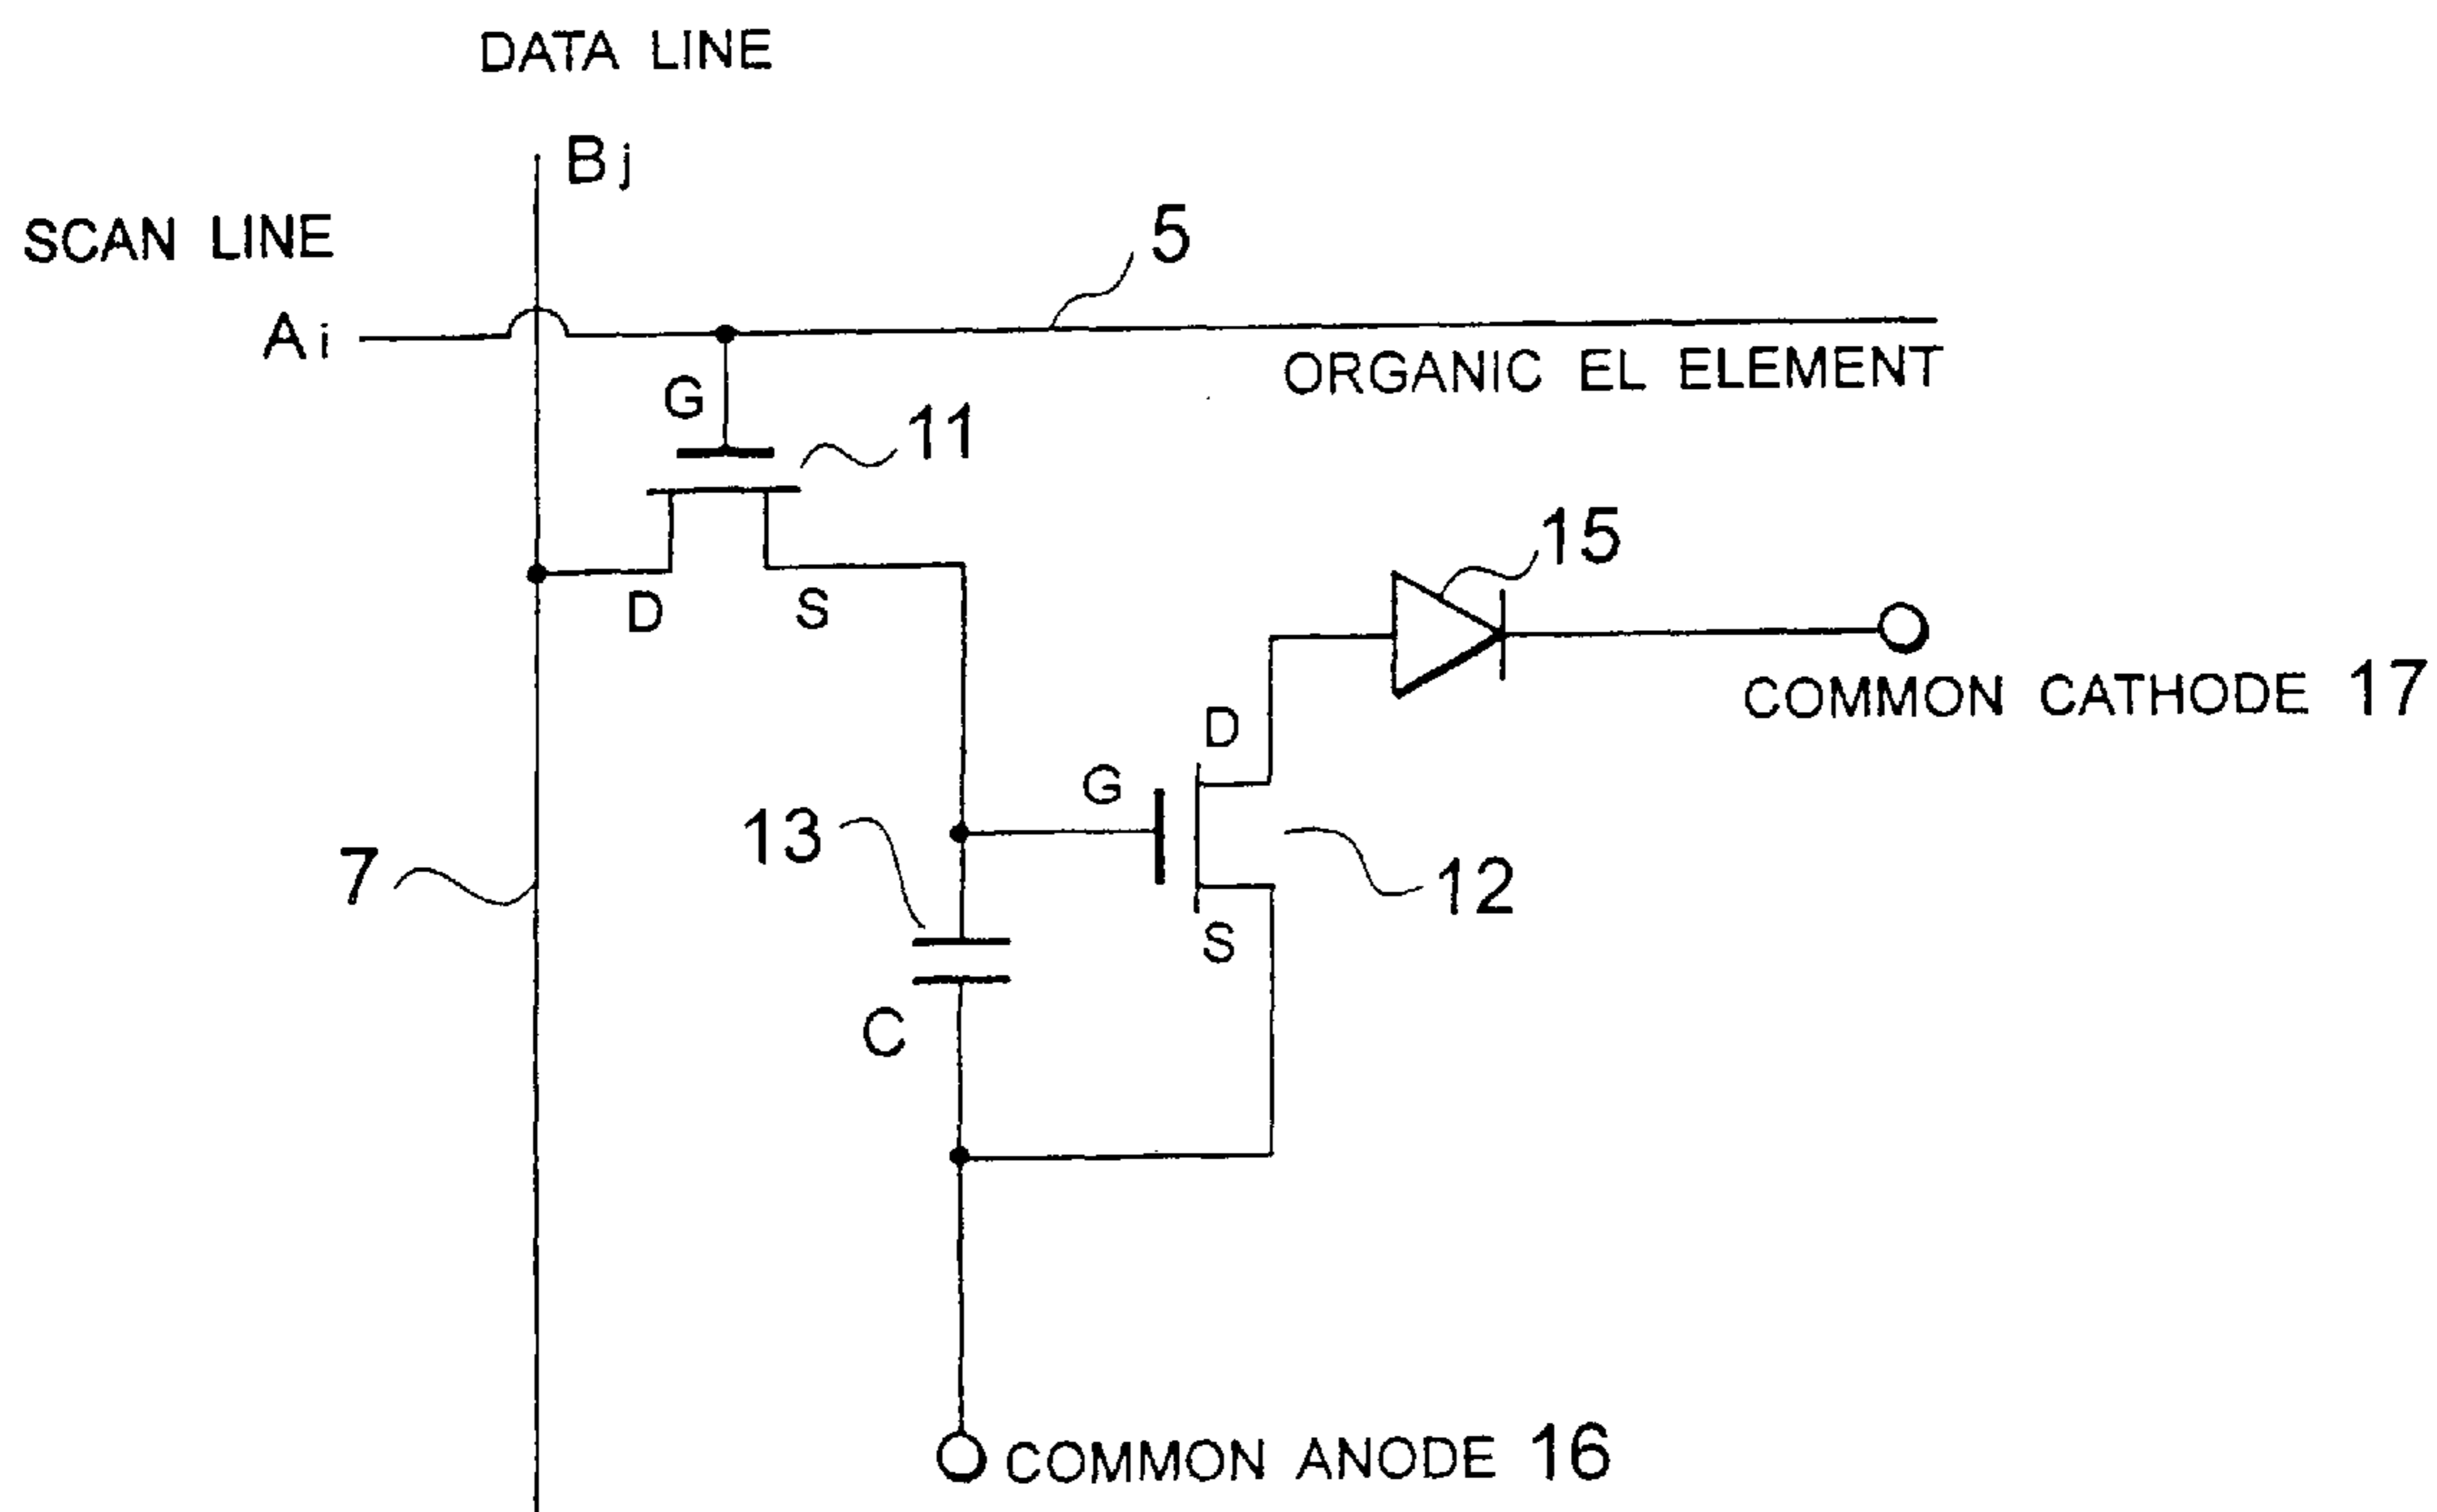 DATA LINE
Bj
SCAN LINE
5
Ai
ORGANIC EL ELEMENT
G
11
15
D
S
COMMON CATHODE 17
D
G
13
7
12
S
C
COMMON ANODE 16